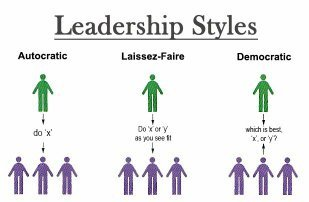 Leadership Styles
Autocratic
Laissez-Faire
Democratic
do 'x'
Do 'x' or 'y'
as you see fit
which is best,
'x', or 'y'?